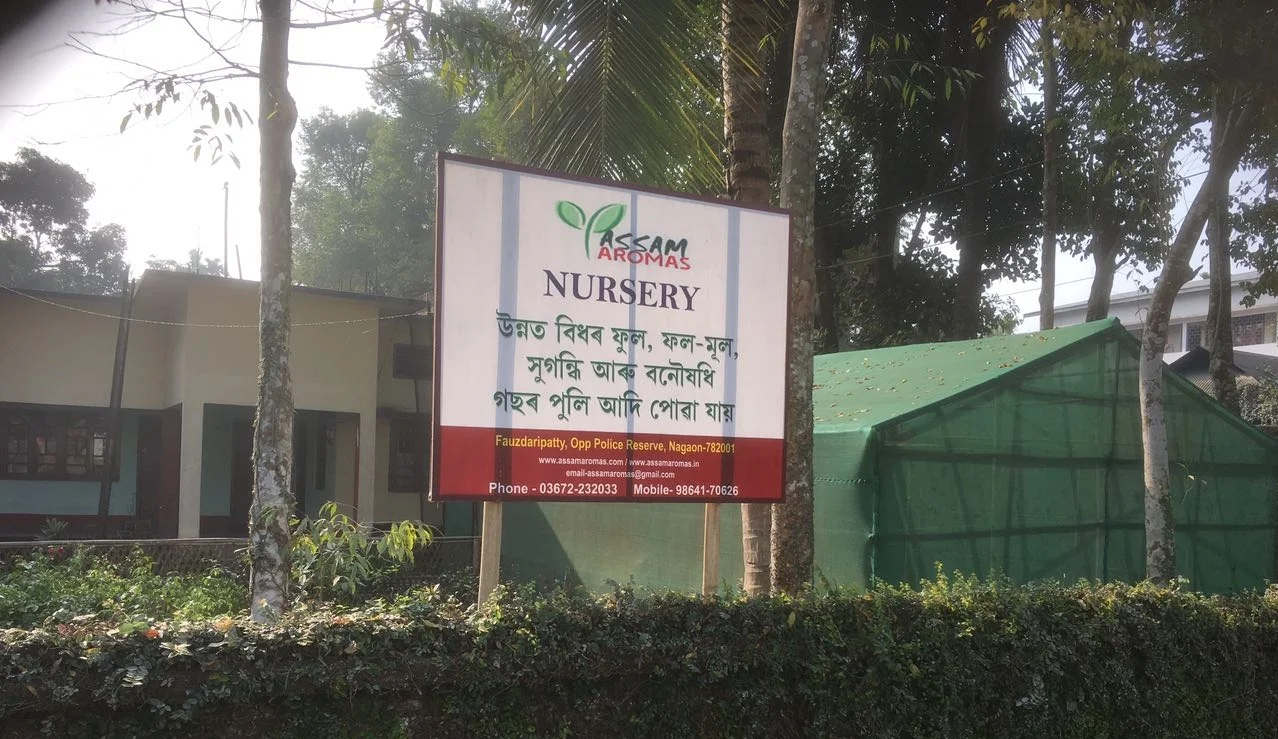 ASSAM
AROMAS
NURSERY
উন্নত বিধৰ ফুল, ফল-মূল,
সুগন্ধি আৰু বনৌষধি
গছৰ পুলি আদি পোৱা যায়
Fauzdaripatty, Opp Police Reserve, Nagaon-782001
www.assamaromas.com / www.assamaromas.in
email-assamaromas@gmail.com
Phone - 03672-232033 Mobile- 98641-70626